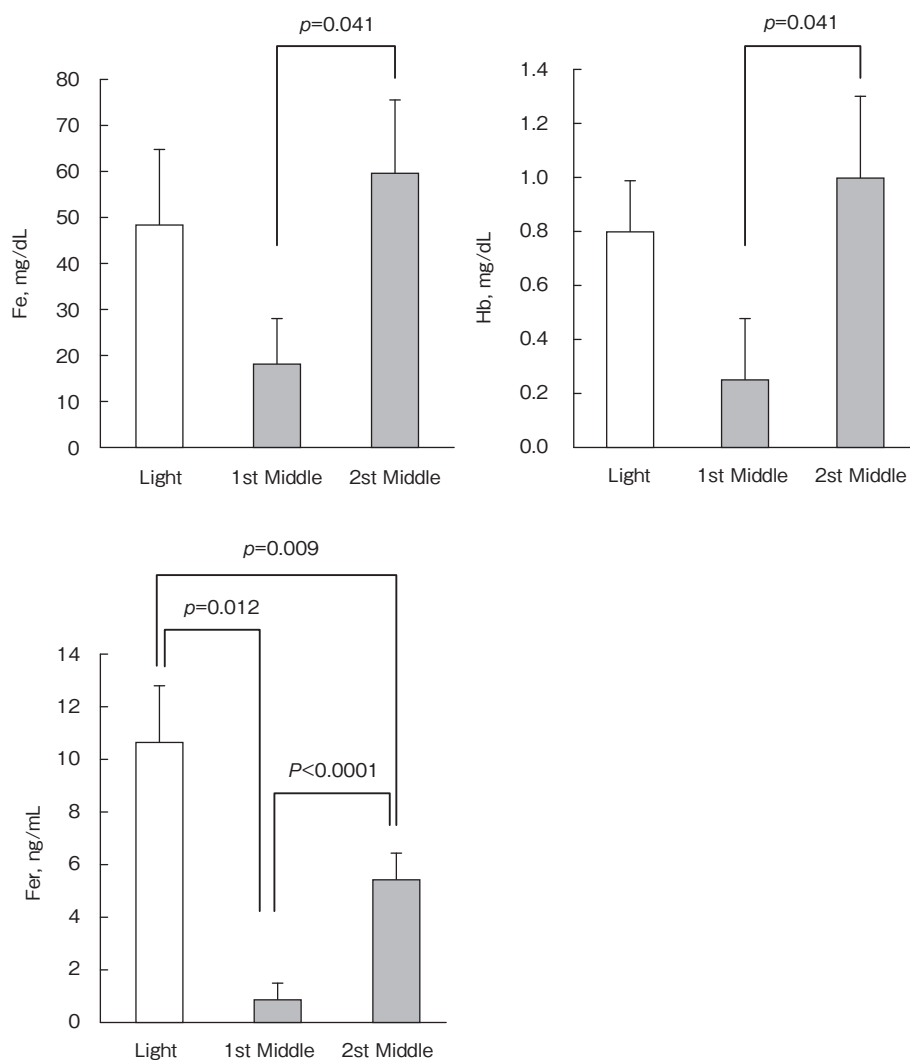 p=0.041
80
70
60
50
40
30
20
10
0
Fe, mg/dL
Light 1st Middle 2st Middle
p=0.041
1.4
1.2
1.0
0.8
0.6
0.4
0.2
0.0
Hb, mg/dL
Light 1st Middle 2st Middle
p=0.009
p=0.012
P<0.0001
14
12
10
8
6
4
2
0
Fer, ng/mL
Light 1st Middle 2st Middle